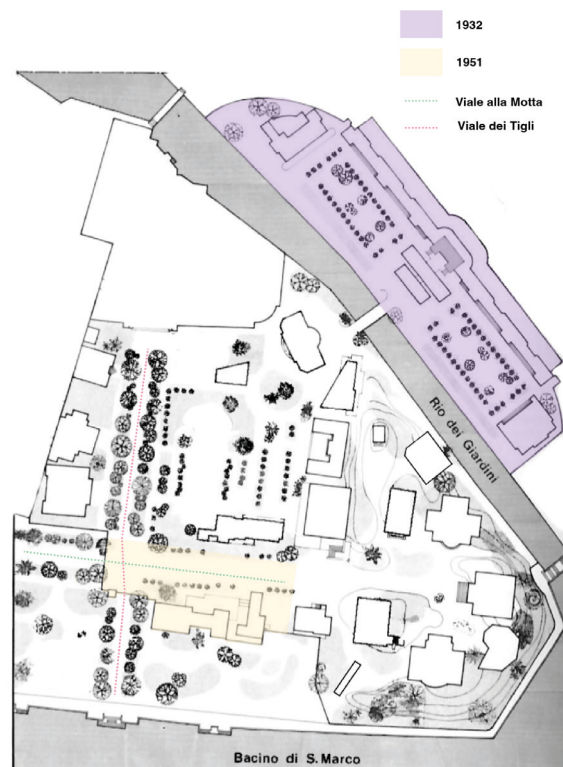 1932
1951
Viale alla Motta
Viale dei Tigli
Rio dei Giardini
Bacino di S. Marco